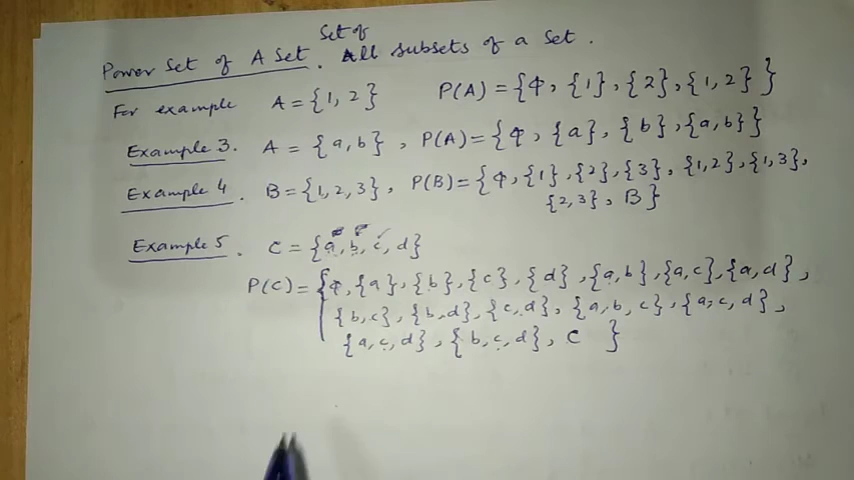 Set of
Power Set of A Set. All subsets of a set.
For example A = {1, 2} P(A) = {φ, {1}, {2}, {1, 2}}
Example 3. A = {a, b}, P(A) = {φ, {a}, {b}, {a, b}}
Example 4. B = {1, 2, 3}, P(B) = {φ, {1}, {2}, {3}, {1, 2}, {1, 3},
{2, 3}, B}
Example 5. C = {a, b, c, d}
P(C) = {φ, {a}, {b}, {c}, {d}, {a, b}, {a, c}, {a, d},
{b, c}, {b, d}, {c, d}, {a, b, c}, {a, c, d},
{a, c, d}, {b, c, d}, C }